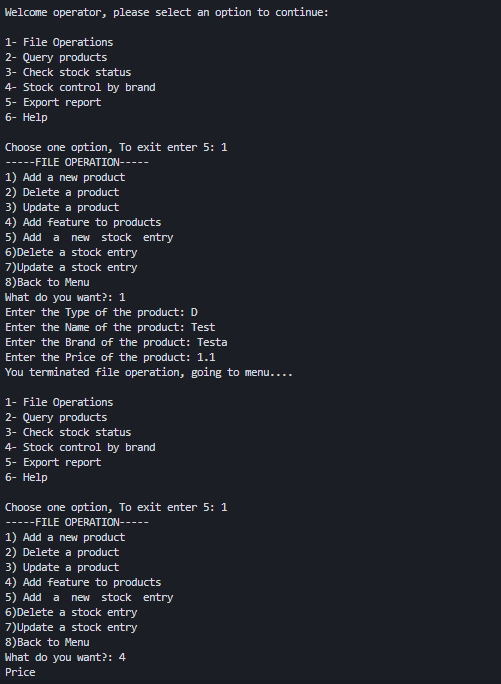 Welcome operator, please select an option to continue:
1- File Operations
2- Query products
3- Check stock status
4- Stock control by brand
5- Export report
6- Help
Choose one option, To exit enter 5: 1
-----FILE OPERATION-----
1) Add a new product
2) Delete a product
3) Update a product
4) Add feature to products
5) Add  a  new  stock  entry
6)Delete a stock entry
7)Update a stock entry
8)Back to Menu
What do you want?: 1
Enter the Type of the product: D
Enter the Name of the product: Test
Enter the Brand of the product: Testa
Enter the Price of the product: 1.1
You terminated file operation, going to menu....
1- File Operations
2- Query products
3- Check stock status
4- Stock control by brand
5- Export report
6- Help
Choose one option, To exit enter 5: 1
-----FILE OPERATION-----
1) Add a new product
2) Delete a product
3) Update a product
4) Add feature to products
5) Add  a  new  stock  entry
6)Delete a stock entry
7)Update a stock entry
8)Back to Menu
What do you want?: 4
Price